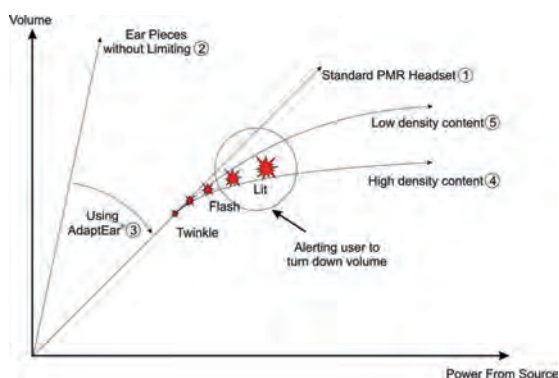 Volume
Ear Pieces
without Limiting ②
Standard PMR Headset ①
Low density content ⑤
High density content ④
Lit
Flash
Twinkle
Using
AdaptEar® ③
Alerting user to
turn down volume
Power From Source